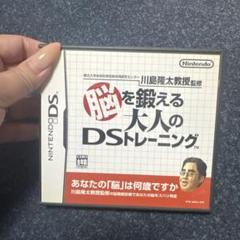 川島隆太教授 監修
Nintendo
脳を鍛える
大人の
DSトレーニング
NINTENDO DS
あなたの「脳」は何歳ですか